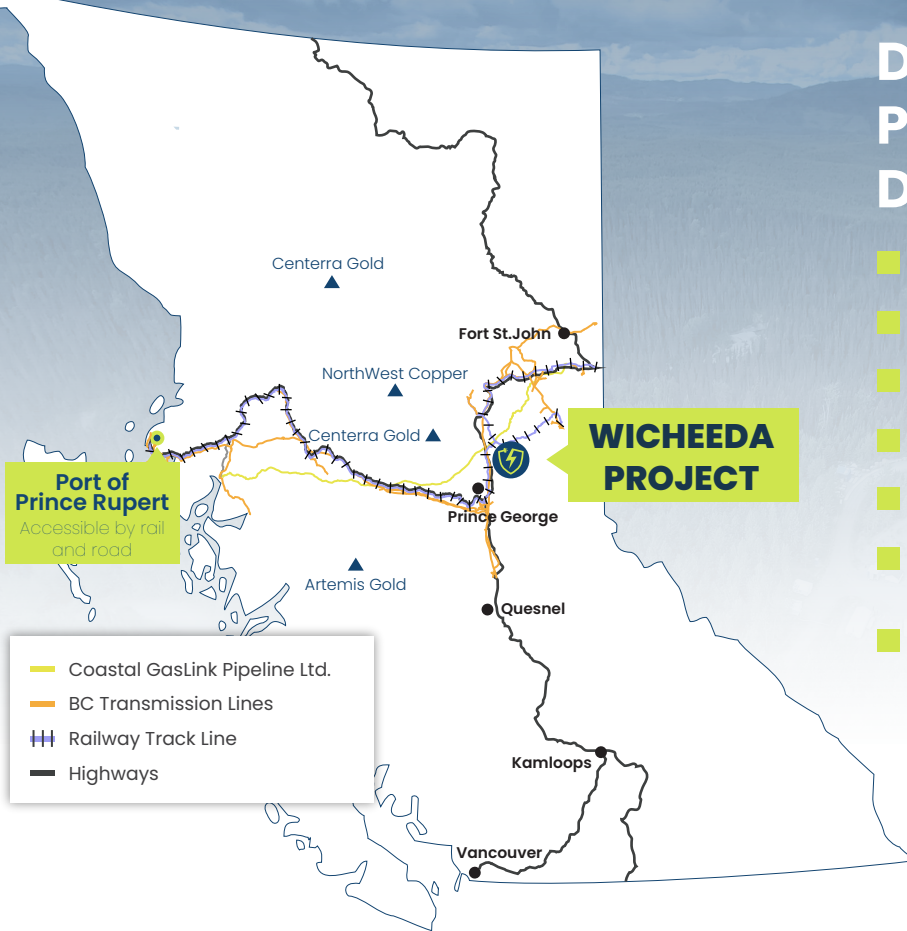 D
P
D
Centerra Gold
Fort St.John
NorthWest Copper
Centerra Gold
WICHEEDA
PROJECT
Port of
Prince Rupert
Accessible by rail
and road
Prince George
Artemis Gold
Quesnel
Coastal GasLink Pipeline Ltd.
BC Transmission Lines
Railway Track Line
Highways
Kamloops
Vancouver